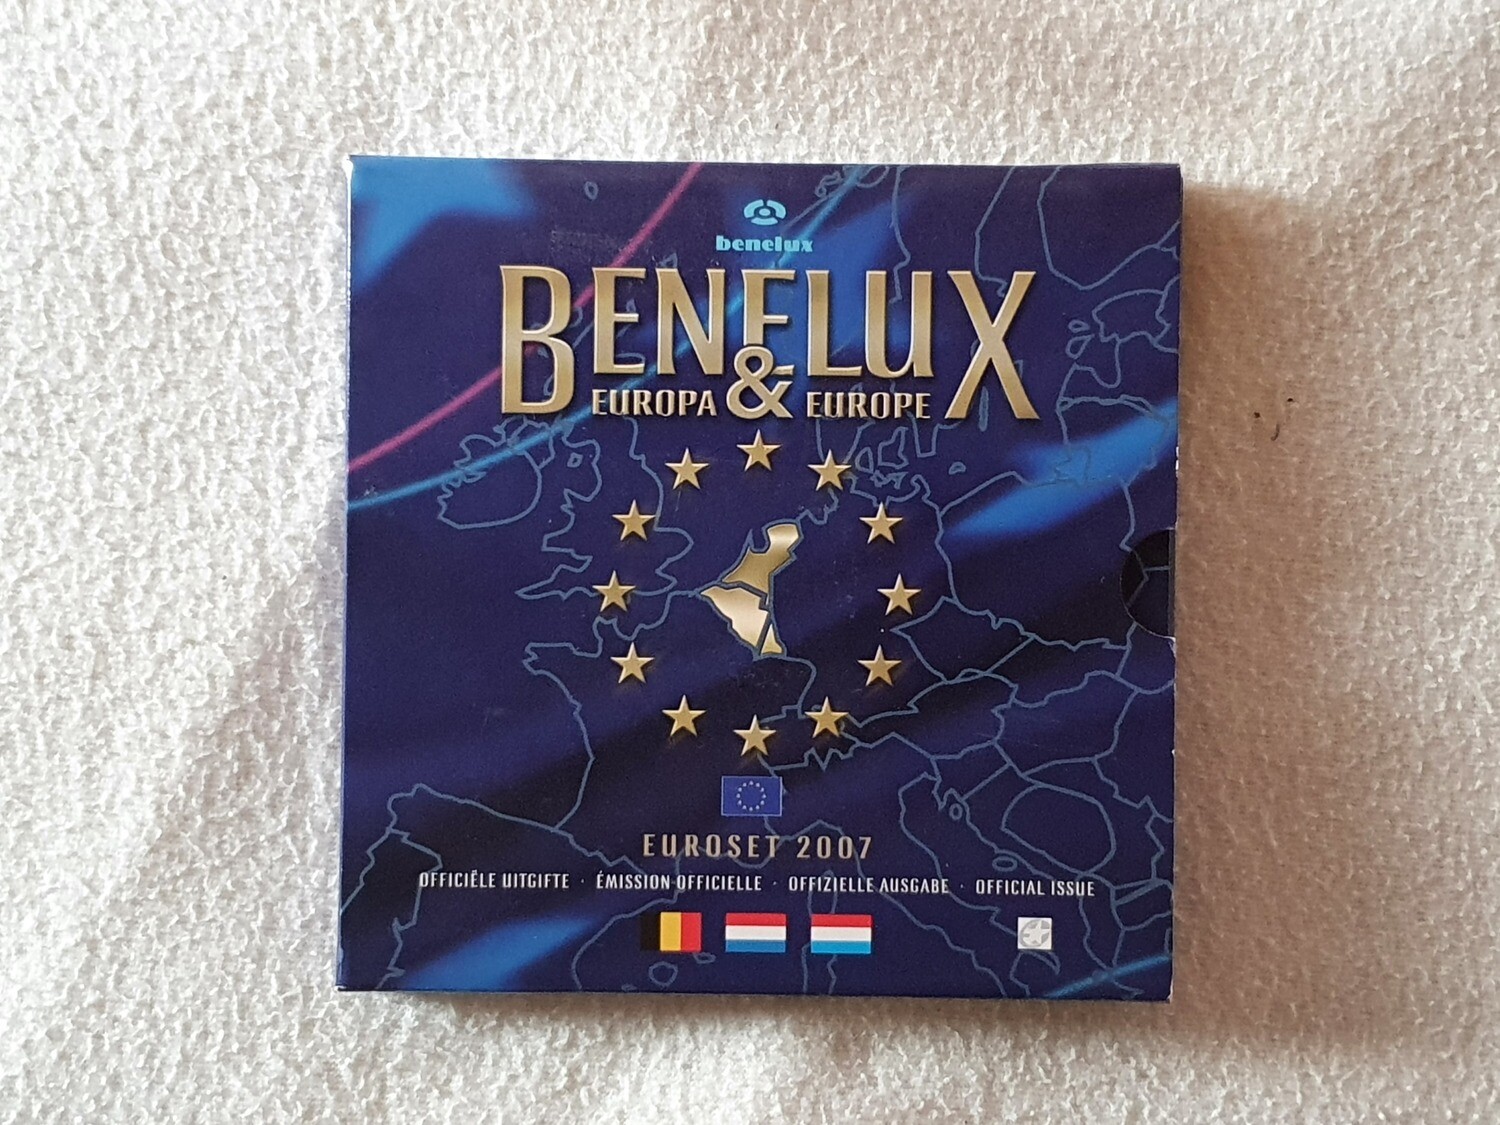 benelux
BENELUX
EUROPA & EUROPE
EUROSET 2007
OFFICIËLE UITGIFTE · ÉMISSION OFFICIELLE · OFFIZIELLE AUSGABE · OFFICIAL ISSUE